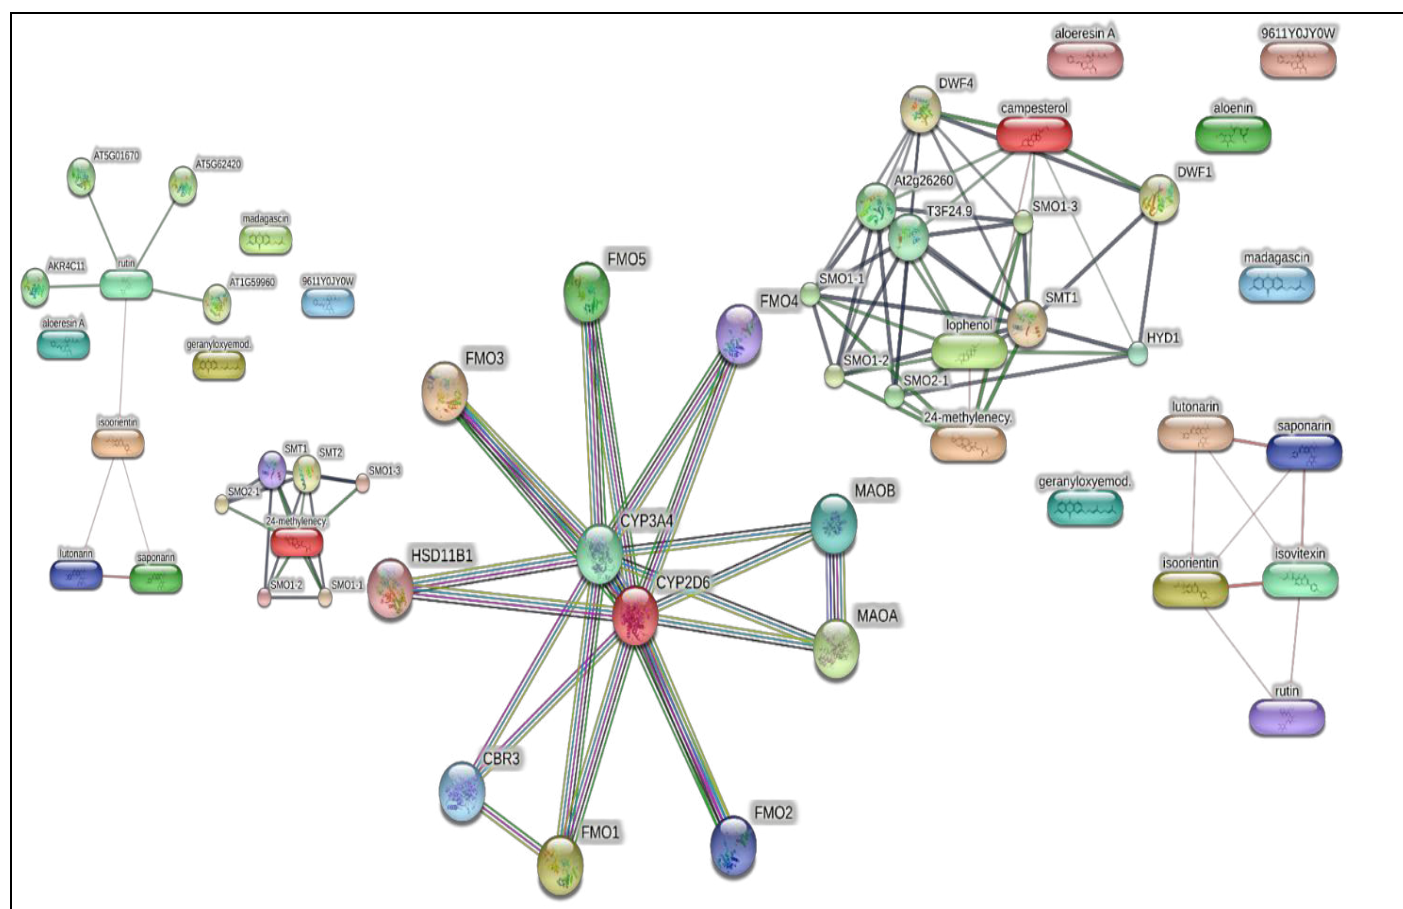 AT5G01670
AT5G62420
madagascin
AKR4C11
rutin
AT1G59960
9611Y0JY0W
aloeresin A
geranyloxyemod.
isoorientin
lutonarin
saponarin
SMT1
SMT2
SMO1-3
SMO2-1
24-methylenecy.
SMO1-2
SMO1-1
FMO5
FMO4
FMO3
MAOB
CYP3A4
HSD11B1
CYP2D6
MAOA
CBR3
FMO1
FMO2
aloeresin A
9611Y0JY0W
DWF4
campesterol
aloenin
At2g26260
DWF1
T3F24.9
SMO1-3
SMO1-1
SMT1
madagascin
lophenol
HYD1
SMO1-2
SMO2-1
24-methylenecy.
geranyloxyemod.
lutonarin
saponarin
isoorientin
isovitexin
rutin